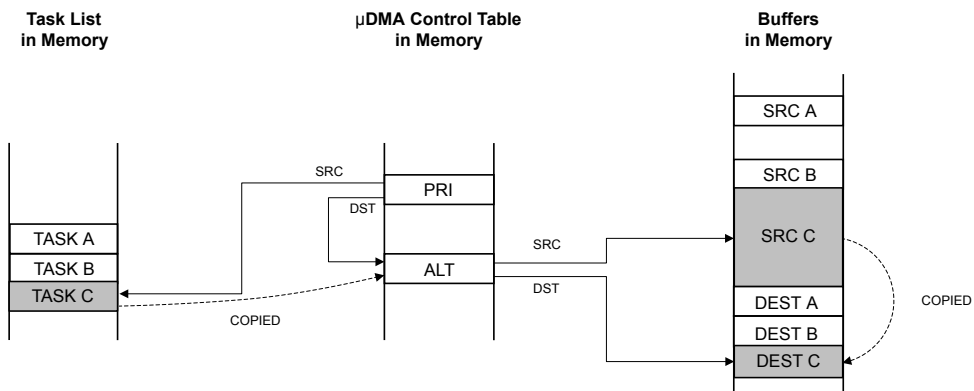 Task List
in Memory
µDMA Control Table
in Memory
Buffers
in Memory
SRC A
SRC B
SRC C
DEST A
DEST B
DEST C
SRC
PRI
DST
TASK A
TASK B
TASK C
ALT
SRC
DST
COPIED
COPIED